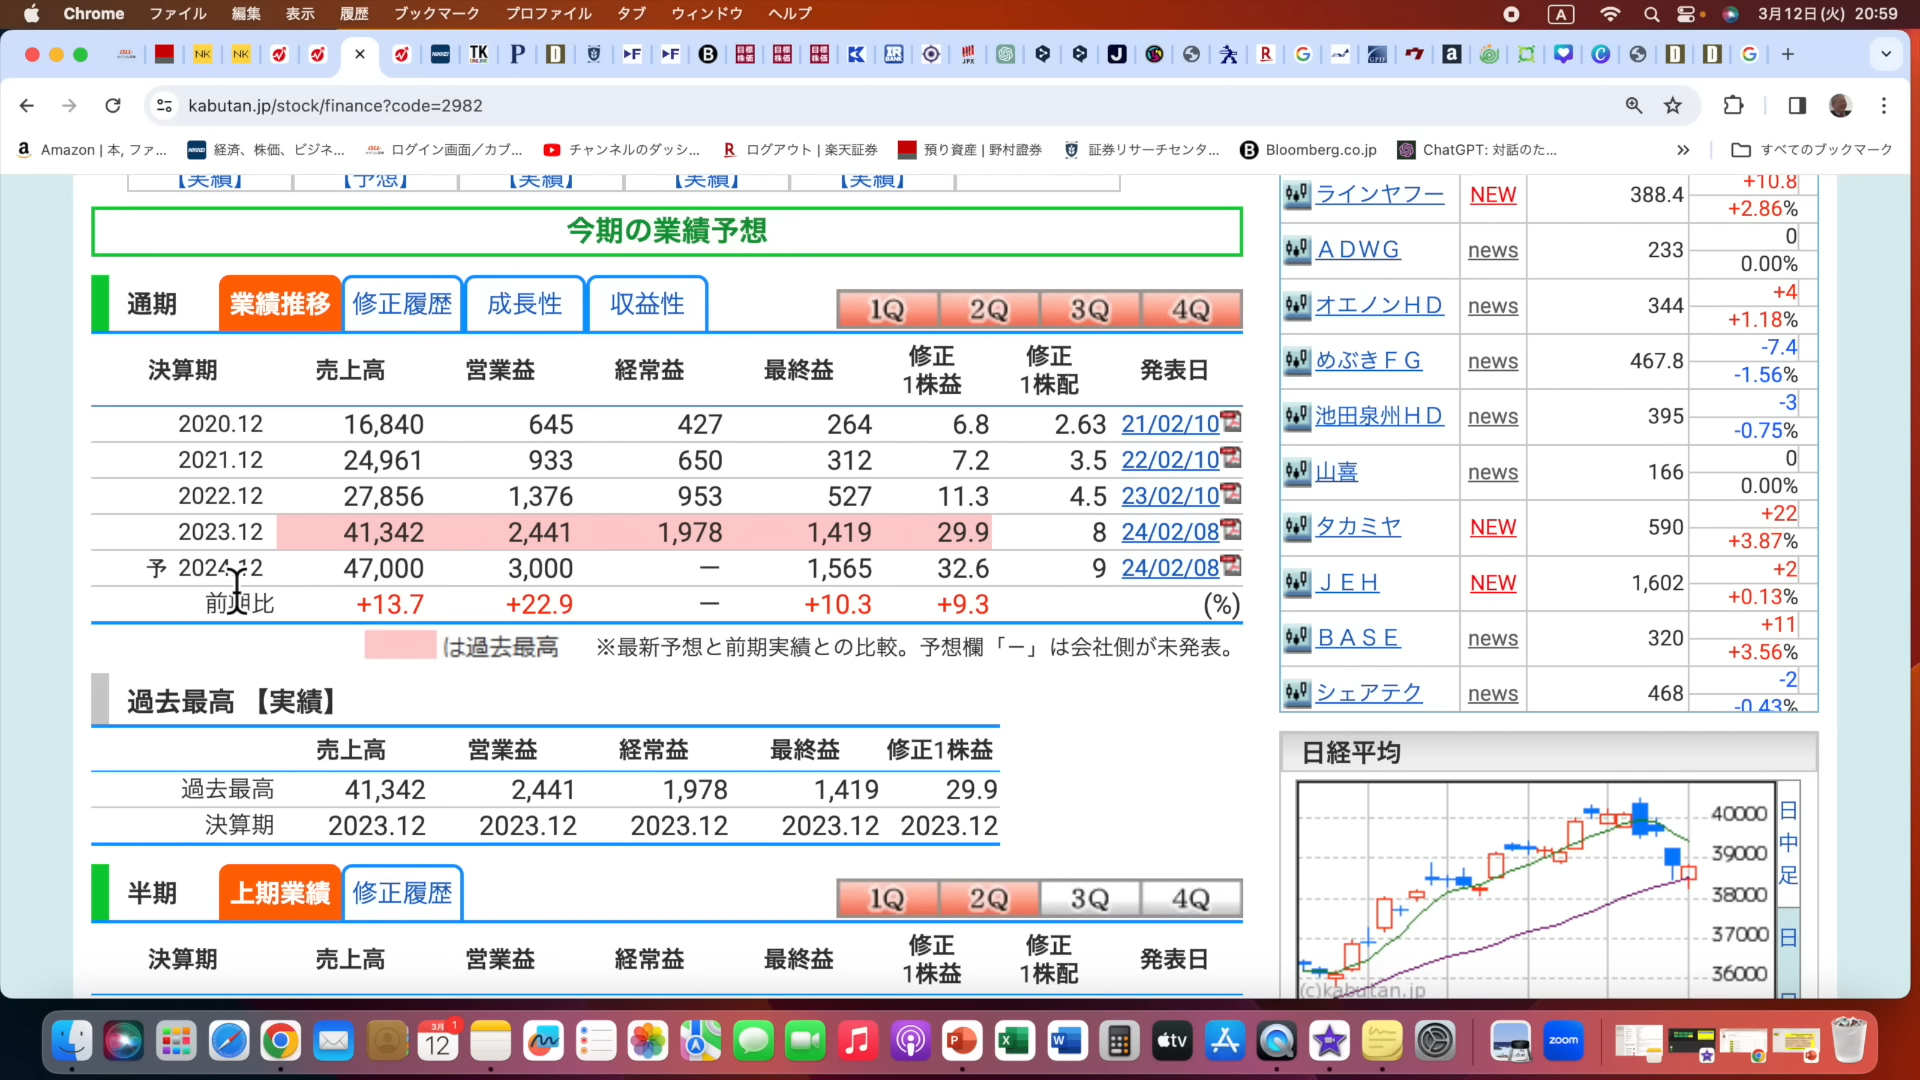 Chrome ファイル 編集 表示 履歴 ブックマーク プロファイル タブ ウィンドウ ヘルプ A 3月12日(火) 20:59
kabutan.jp/stock/finance?code=2982
Amazon | 本, ファ... 経済、株価、ビジネ... ログイン画面／カブ... チャンネルのダッシ... ログアウト | 楽天証券 預り資産 | 野村證券 証券リサーチセンタ... Bloomberg.co.jp ChatGPT: 対話のた... » すべてのブックマーク
【実績】 【予想】 【実績】 【実績】 【実績】
今期の業績予想
通期 業績推移 修正履歴 成長性 収益性 1Q 2Q 3Q 4Q
決算期 売上高 営業益 経常益 最終益 修正1株益 修正1株配 発表日
2020.12 16,840 645 427 264 6.8 2.63 21/02/10
2021.12 24,961 933 650 312 7.2 3.5 22/02/10
2022.12 27,856 1,376 953 527 11.3 4.5 23/02/10
2023.12 41,342 2,441 1,978 1,419 29.9 8 24/02/08
予 2024.12 47,000 3,000 － 1,565 32.6 9 24/02/08
前期比 +13.7 +22.9 － +10.3 +9.3 (%)
は過去最高 ※最新予想と前期実績との比較。予想欄「－」は会社側が未発表。
過去最高 【実績】
売上高 営業益 経常益 最終益 修正1株益
過去最高 41,342 2,441 1,978 1,419 29.9
決算期 2023.12 2023.12 2023.12 2023.12 2023.12
半期 上期業績 修正履歴 1Q 2Q 3Q 4Q
決算期 売上高 営業益 経常益 最終益 修正1株益 修正1株配 発表日
ラインヤフー NEW 388.4 +10.8 +2.86%
ＡＤＷＧ news 233 0 0.00%
オエノンＨＤ news 344 +4 +1.18%
めぶきＦＧ news 467.8 -7.4 -1.56%
池田泉州ＨＤ news 395 -3 -0.75%
山喜 news 166 0 0.00%
タカミヤ NEW 590 +22 +3.87%
ＪＥＨ NEW 1,602 +2 +0.13%
ＢＡＳＥ news 320 +11 +3.56%
シェアテク news 468 -2 -0.43%
日経平均
40000
39000
38000
37000
36000
(c)kabutan.jp
日中足
日
3月 1 12
tv
zoom